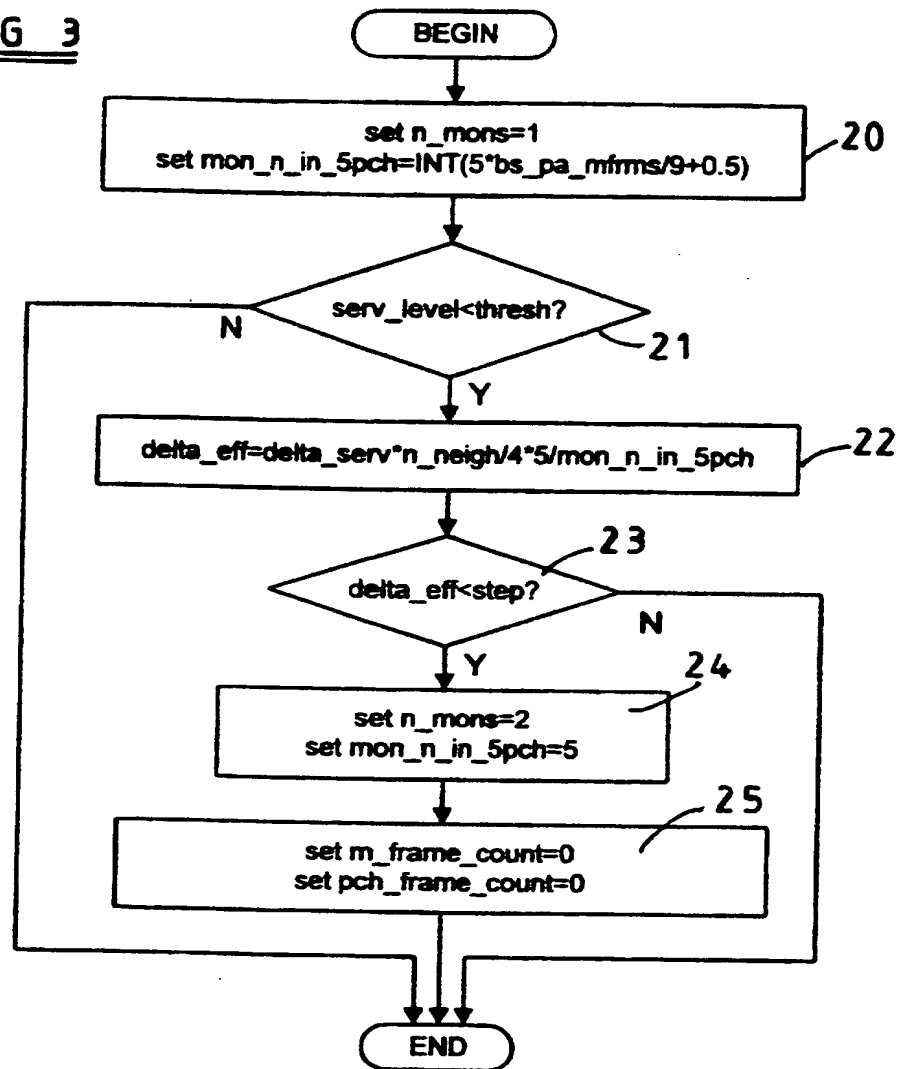 G 3
BEGIN
set n_mons=1
set mon_n_in_5pch=INT(5*bs_pa_mfrms/9+0.5)
20
serv_level<thresh?
N
21
Y
delta_eff=delta_serv*n_neigh/4*5/mon_n_in_5pch
22
23
delta_eff<step?
N
Y
24
set n_mons=2
set mon_n_in_5pch=5
25
set m_frame_count=0
set pch_frame_count=0
END